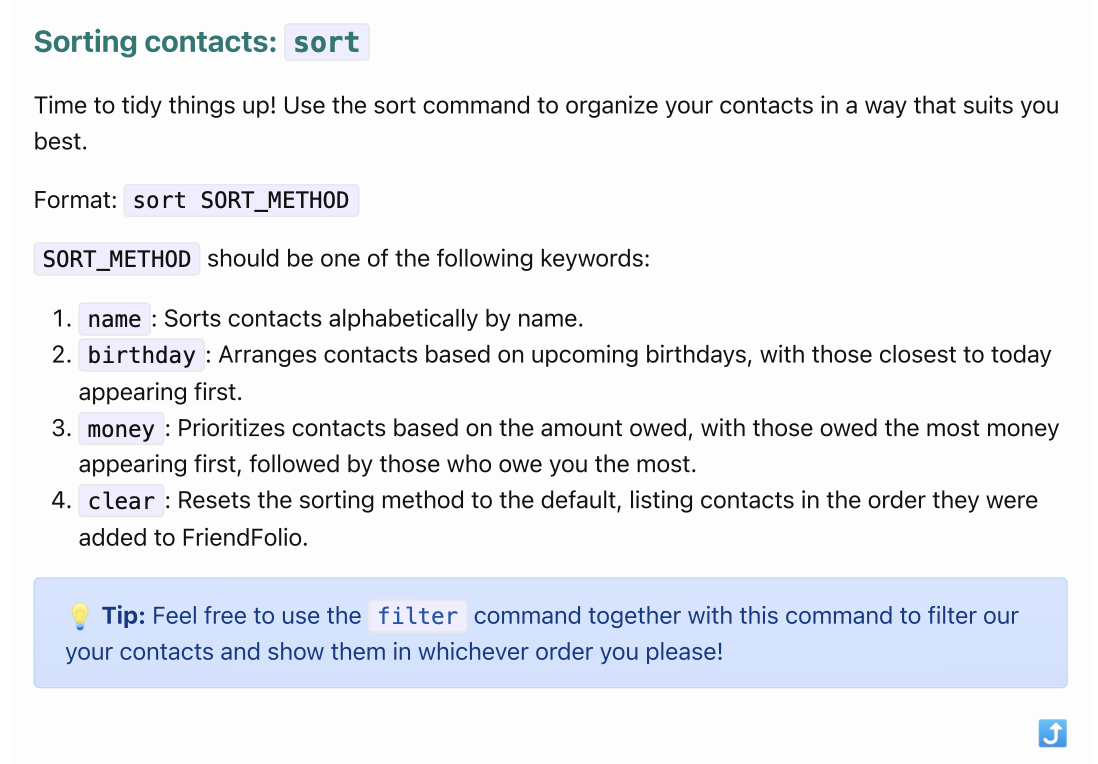 Sorting contacts: sort
Time to tidy things up! Use the sort command to organize your contacts in a way that suits you
best.
Format: sort SORT_METHOD
SORT_METHOD should be one of the following keywords:
1. name : Sorts contacts alphabetically by name.
2. birthday : Arranges contacts based on upcoming birthdays, with those closest to today
appearing first.
3. money : Prioritizes contacts based on the amount owed, with those owed the most money
appearing first, followed by those who owe you the most.
4. clear : Resets the sorting method to the default, listing contacts in the order they were
added to FriendFolio.
💡 Tip: Feel free to use the filter command together with this command to filter our
your contacts and show them in whichever order you please!